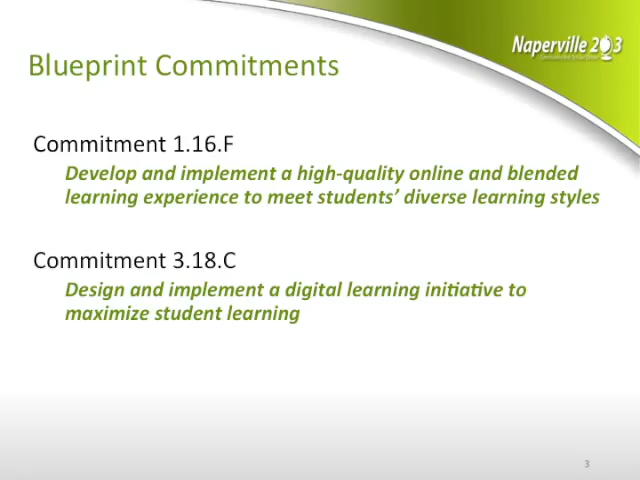 Naperville 203
Blueprint Commitments
Commitment 1.16.F
Develop and implement a high-quality online and blended
learning experience to meet students’ diverse learning styles
Commitment 3.18.C
Design and implement a digital learning initiative to
maximize student learning
3